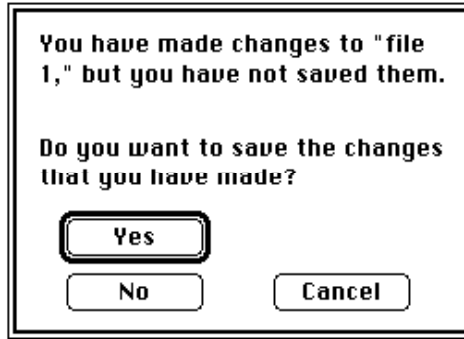 You have made changes to "file
1," but you have not saved them.
Do you want to save the changes
that you have made?
Yes
No Cancel